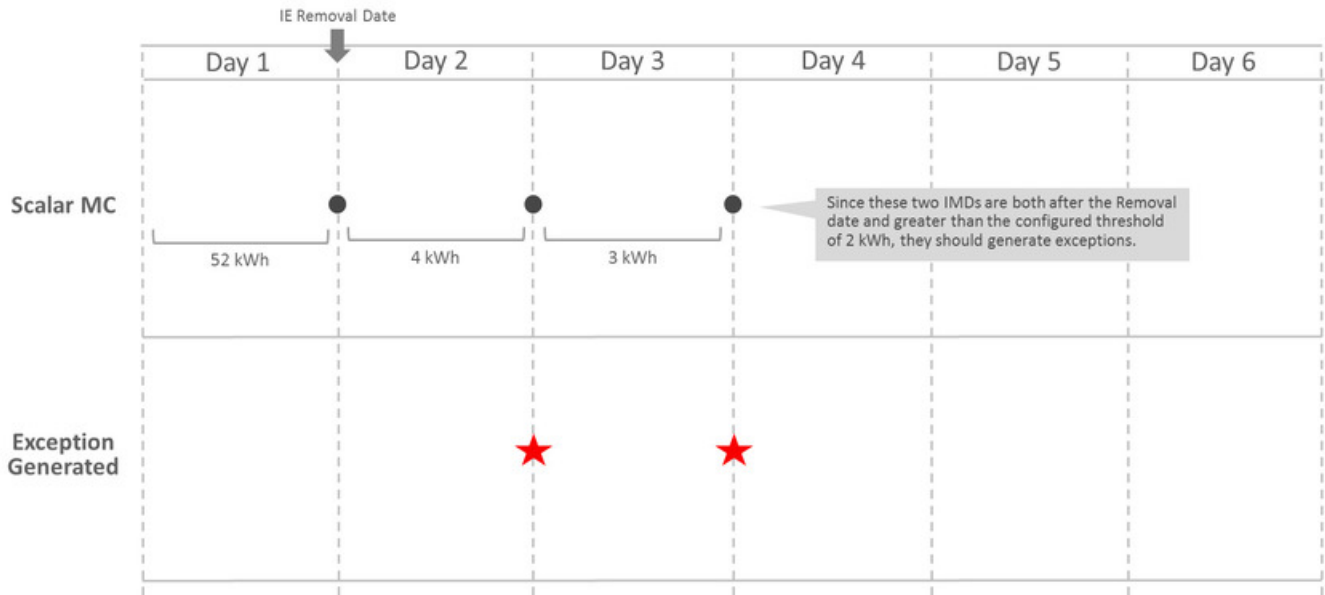 IE Removal Date
Day 1 Day 2 Day 3 Day 4 Day 5 Day 6
Scalar MC
Since these two IMDs are both after the Removal
date and greater than the configured threshold
of 2 kWh, they should generate exceptions.
52 kWh 4 kWh 3 kWh
Exception
Generated